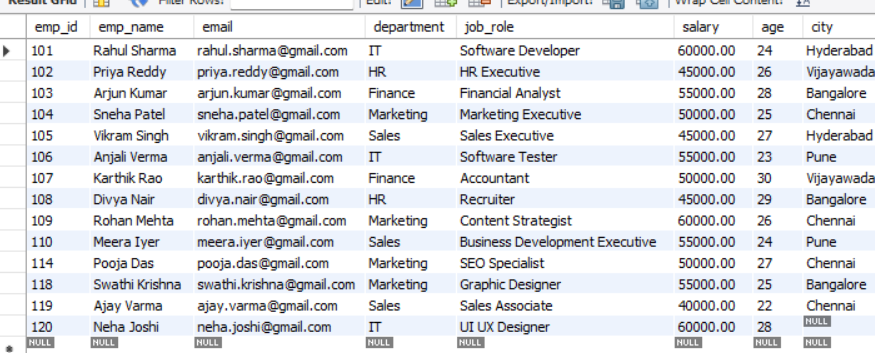 Result Grid Filter Rows: Edit: Export/Import: Wrap Cell Content: IA
emp_id emp_name email department job_role salary age city
101 Rahul Sharma rahul.sharma@gmail.com IT Software Developer 60000.00 24 Hyderabad
102 Priya Reddy priya.reddy@gmail.com HR HR Executive 45000.00 26 Vijayawada
103 Arjun Kumar arjun.kumar@gmail.com Finance Financial Analyst 55000.00 28 Bangalore
104 Sneha Patel sneha.patel@gmail.com Marketing Marketing Executive 50000.00 25 Chennai
105 Vikram Singh vikram.singh@gmail.com Sales Sales Executive 45000.00 27 Hyderabad
106 Anjali Verma anjali.verma@gmail.com IT Software Tester 55000.00 23 Pune
107 Karthik Rao karthik.rao@gmail.com Finance Accountant 50000.00 30 Vijayawada
108 Divya Nair divya.nair@gmail.com HR Recruiter 45000.00 29 Bangalore
109 Rohan Mehta rohan.mehta@gmail.com Marketing Content Strategist 60000.00 26 Chennai
110 Meera Iyer meera.iyer@gmail.com Sales Business Development Executive 55000.00 24 Pune
114 Pooja Das pooja.das@gmail.com Marketing SEO Specialist 50000.00 27 Chennai
118 Swathi Krishna swathi.krishna@gmail.com Marketing Graphic Designer 55000.00 25 Bangalore
119 Ajay Varma ajay.varma@gmail.com Sales Sales Associate 40000.00 22 Chennai
120 Neha Joshi neha.joshi@gmail.com IT UI UX Designer 60000.00 28 NULL
NULL NULL NULL NULL NULL NULL NULL NULL